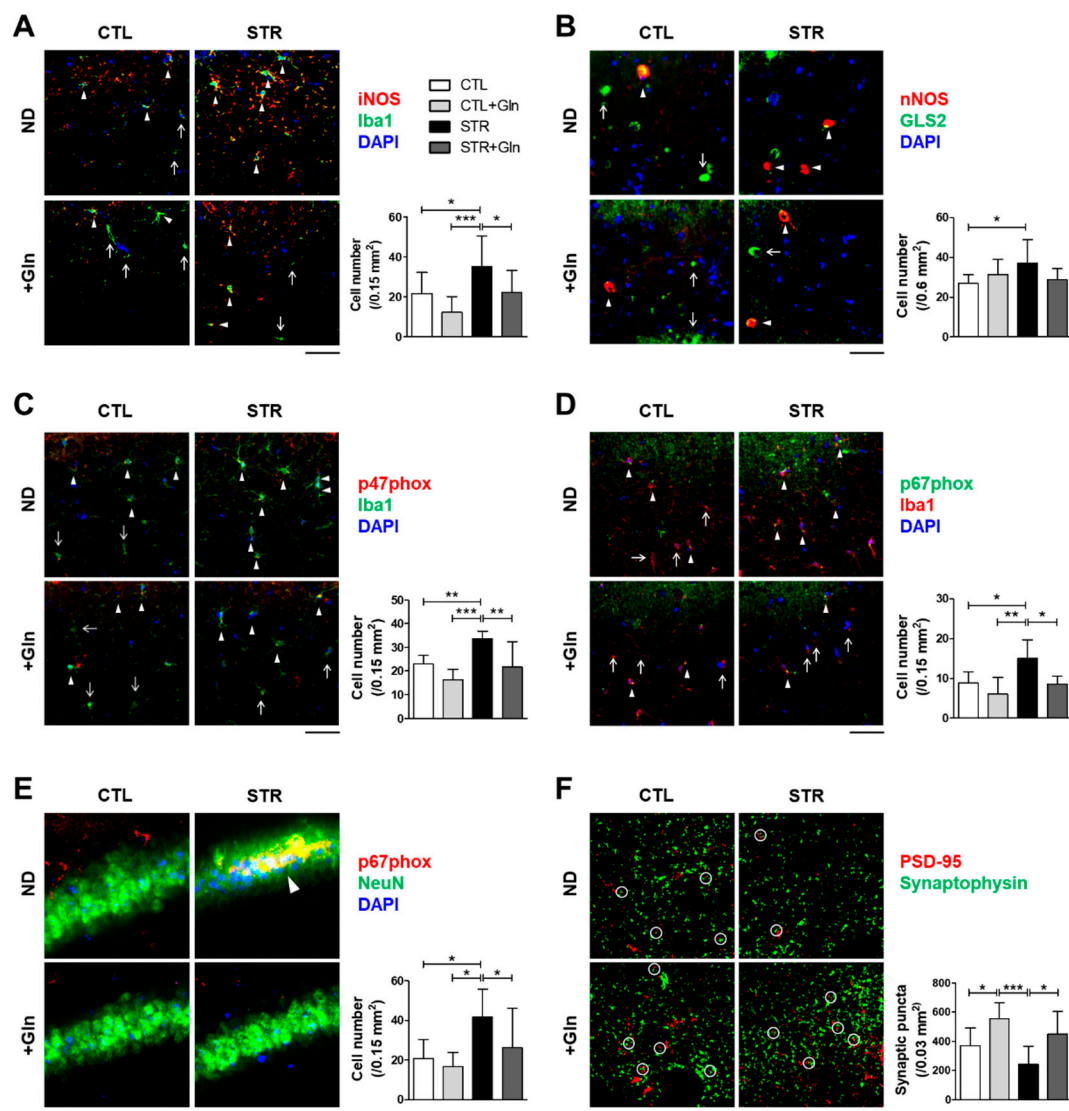 A
CTL
STR
ND
+Gln
iNOS
Iba1
DAPI
CTL
CTL+Gln
STR
STR+Gln
Cell number
(/0.15 mm²)
60
40
20
0
*
***
*
B
CTL
STR
ND
+Gln
nNOS
GLS2
DAPI
Cell number
(/0.6 mm²)
60
40
20
0
*
C
CTL
STR
ND
+Gln
p47phox
Iba1
DAPI
Cell number
(/0.15 mm²)
50
40
30
20
10
0
**
***
**
D
CTL
STR
ND
+Gln
p67phox
Iba1
DAPI
Cell number
(/0.15 mm²)
30
20
10
0
*
**
*
E
CTL
STR
ND
+Gln
p67phox
NeuN
DAPI
Cell number
(/0.15 mm²)
60
40
20
0
*
*
*
F
CTL
STR
ND
+Gln
PSD-95
Synaptophysin
Synaptic puncta
(/0.03 mm²)
800
600
400
200
0
*
***
*